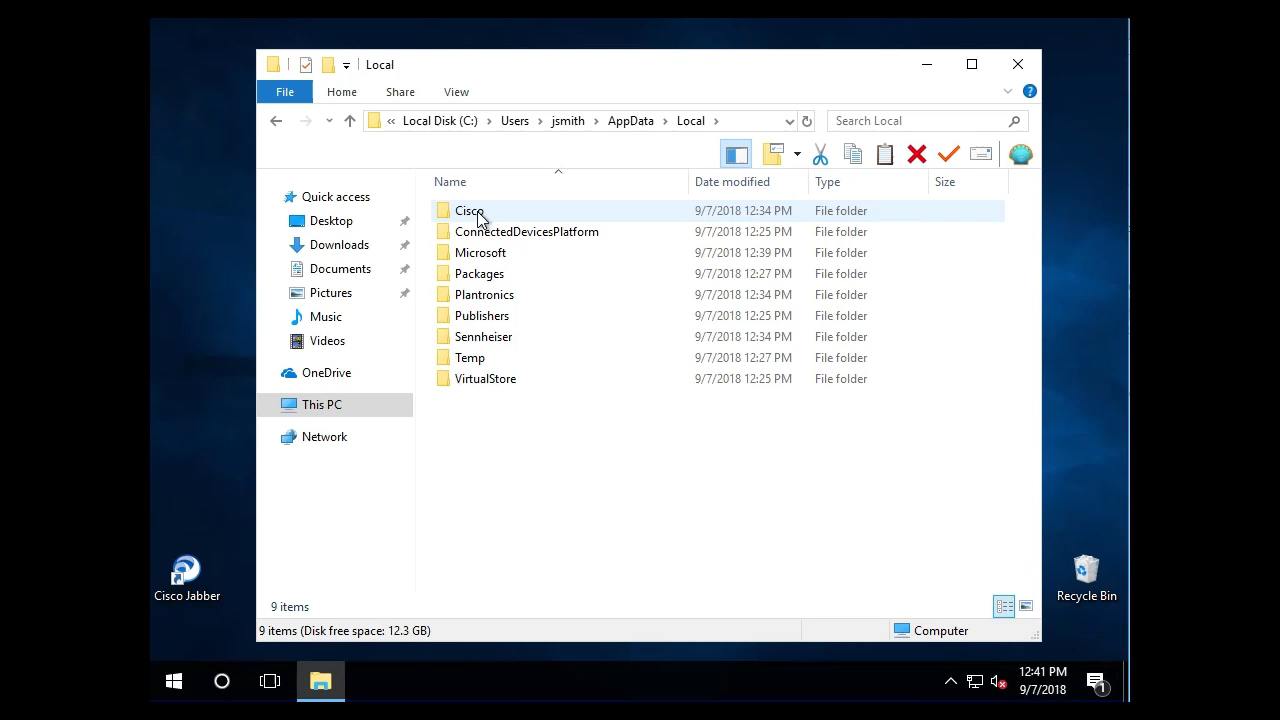 Local
File Home Share View
« Local Disk (C:) > Users > jsmith > AppData > Local > Search Local
Name Date modified Type Size
Quick access
Desktop
Downloads
Documents
Pictures
Music
Videos
OneDrive
This PC
Network
Cisco 9/7/2018 12:34 PM File folder
ConnectedDevicesPlatform 9/7/2018 12:25 PM File folder
Microsoft 9/7/2018 12:39 PM File folder
Packages 9/7/2018 12:27 PM File folder
Plantronics 9/7/2018 12:34 PM File folder
Publishers 9/7/2018 12:25 PM File folder
Sennheiser 9/7/2018 12:34 PM File folder
Temp 9/7/2018 12:27 PM File folder
VirtualStore 9/7/2018 12:25 PM File folder
Cisco Jabber
Recycle Bin
9 items
9 items (Disk free space: 12.3 GB) Computer
12:41 PM
9/7/2018
1